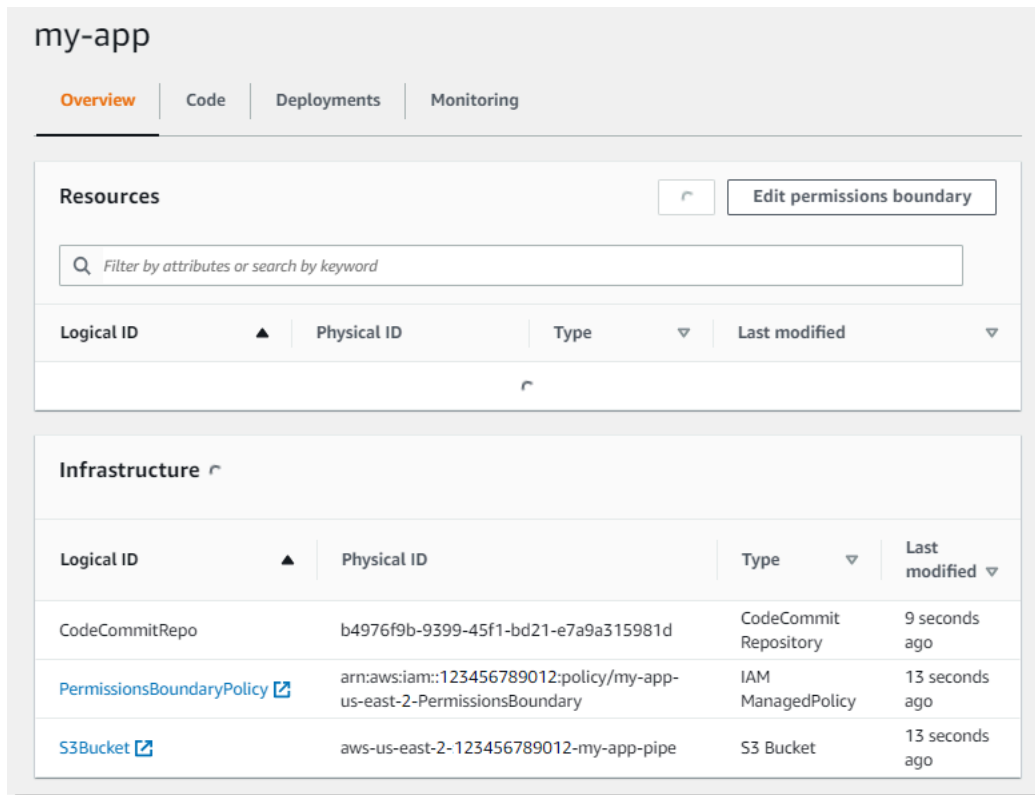 my-app
Overview Code Deployments Monitoring
Resources Edit permissions boundary
Filter by attributes or search by keyword
Logical ID Physical ID Type Last modified
Infrastructure
Logical ID Physical ID Type Last modified
CodeCommitRepo b4976f9b-9399-45f1-bd21-e7a9a315981d CodeCommit Repository 9 seconds ago
PermissionsBoundaryPolicy arn:aws:iam::123456789012:policy/my-app-us-east-2-PermissionsBoundary IAM ManagedPolicy 13 seconds ago
S3Bucket aws-us-east-2-123456789012-my-app-pipe S3 Bucket 13 seconds ago